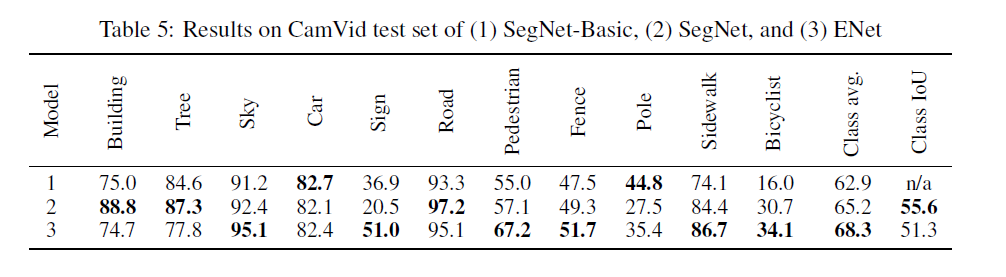 Table 5: Results on CamVid test set of (1) SegNet-Basic, (2) SegNet, and (3) ENet
Model Building Tree Sky Car Sign Road Pedestrian Fence Pole Sidewalk Bicyclist Class avg. Class IoU
1 75.0 84.6 91.2 82.7 36.9 93.3 55.0 47.5 44.8 74.1 16.0 62.9 n/a
2 88.8 87.3 92.4 82.1 20.5 97.2 57.1 49.3 27.5 84.4 30.7 65.2 55.6
3 74.7 77.8 95.1 82.4 51.0 95.1 67.2 51.7 35.4 86.7 34.1 68.3 51.3